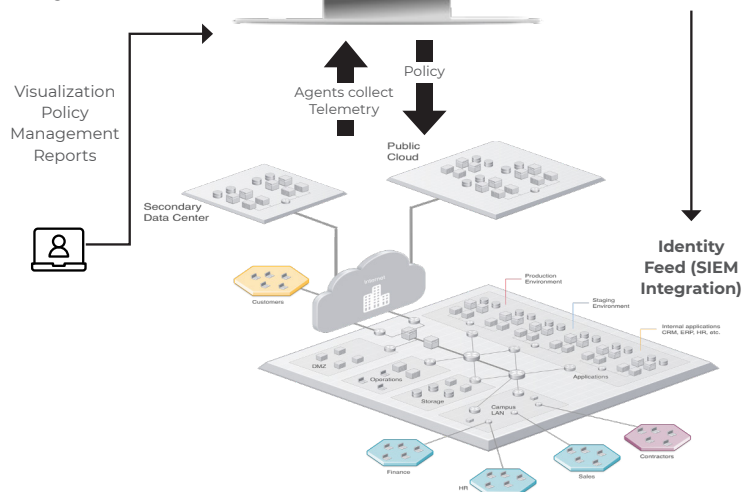 Visualization
Policy
Management
Reports
Agents collect
Telemetry
Policy
Public
Cloud
Secondary
Data Center
Identity
Feed (SIEM
Integration)
Internet
Customers
Production
Environment
Staging
Environment
Internal applications
CRM, ERP, HR, etc.
DMZ
Operations
Storage
Applications
Campus
LAN
Finance
HR
Sales
Contractors